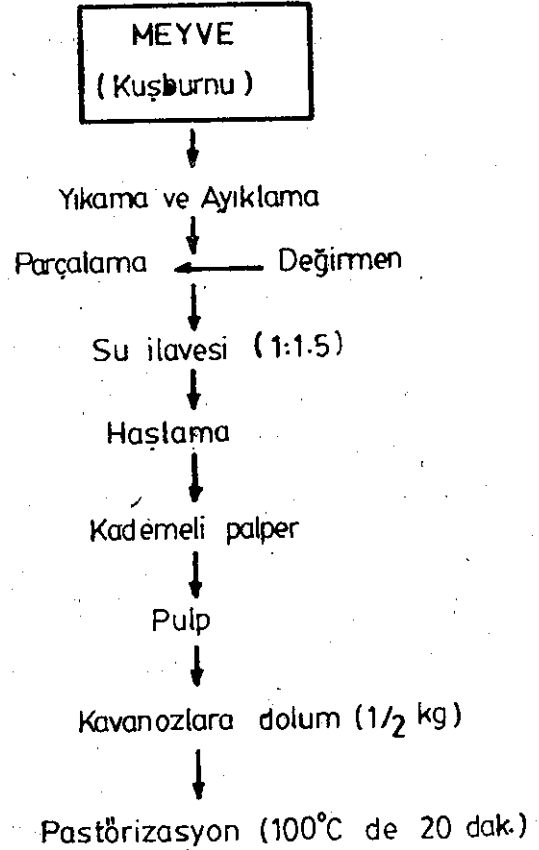 MEYVE
(Kuşburnu)
Yıkama ve Ayıklama
Parçalama Değirmen
Su ilavesi (1:1.5)
Haşlama
Kademeli palper
Pulp
Kavanozlara dolum (1/2 kg)
Pastörizasyon (100°C de 20 dak.)